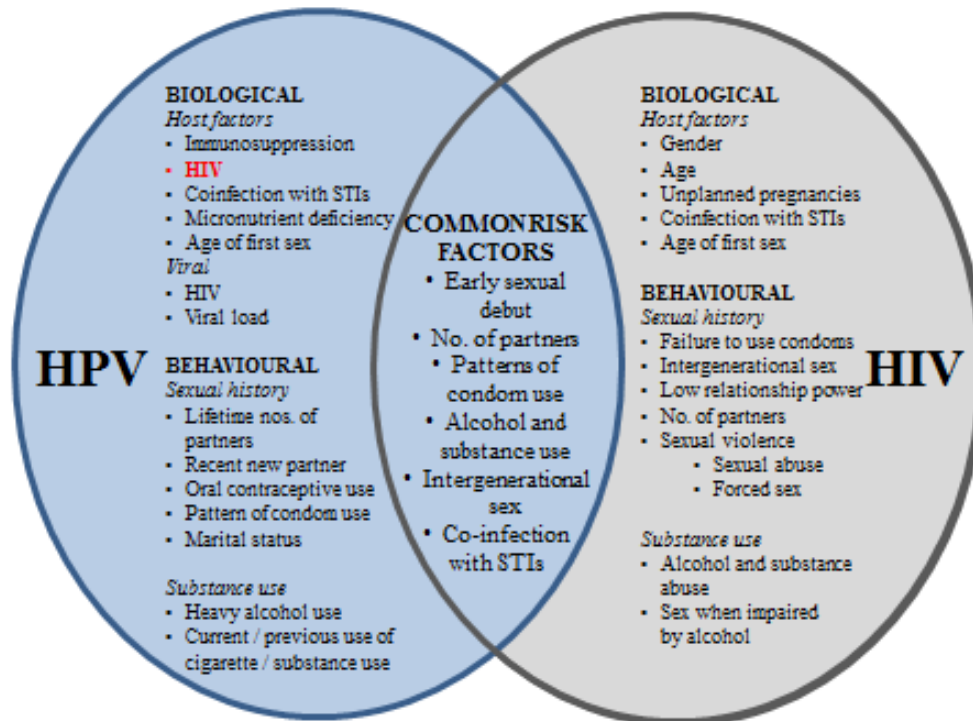 HPV
BIOLOGICAL
Host factors
▪ Immunosuppression
▪ HIV
▪ Coinfection with STIs
▪ Micronutrient deficiency
▪ Age of first sex
Viral
▪ HIV
▪ Viral load
BEHAVIOURAL
Sexual history
▪ Lifetime nos. of
partners
▪ Recent new partner
▪ Oral contraceptive use
▪ Pattern of condom use
▪ Marital status
Substance use
▪ Heavy alcohol use
▪ Current / previous use of
cigarette / substance use
COMMON RISK
FACTORS
• Early sexual
debut
• No. of partners
• Patterns of
condom use
• Alcohol and
substance use
• Intergenerational
sex
• Co-infection
with STIs
BIOLOGICAL
Host factors
▪ Gender
▪ Age
▪ Unplanned pregnancies
▪ Coinfection with STIs
▪ Age of first sex
BEHAVIOURAL
Sexual history
▪ Failure to use condoms
▪ Intergenerational sex
▪ Low relationship power
▪ No. of partners
▪ Sexual violence
▪ Sexual abuse
▪ Forced sex
Substance use
▪ Alcohol and substance
abuse
▪ Sex when impaired
by alcohol
HIV